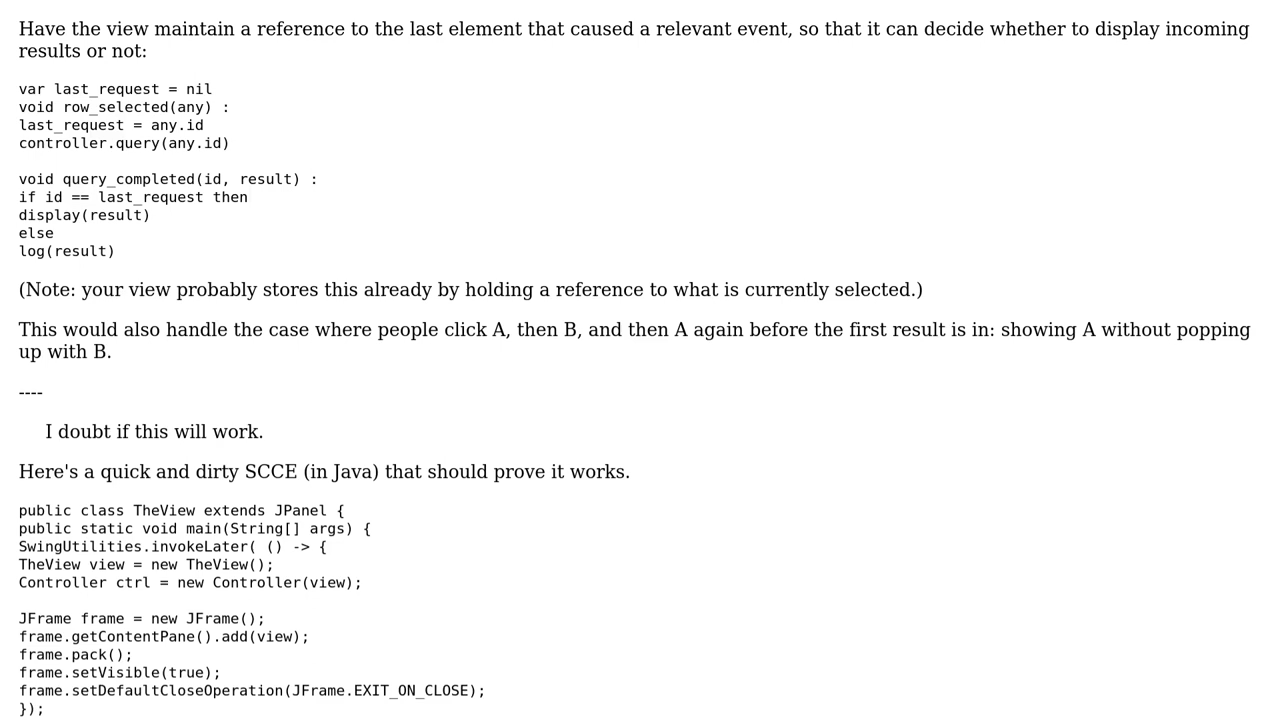 Have the view maintain a reference to the last element that caused a relevant event, so that it can decide whether to display incoming
results or not:
var last_request = nil
void row_selected(any) :
last_request = any.id
controller.query(any.id)
void query_completed(id, result) :
if id == last_request then
display(result)
else
log(result)
(Note: your view probably stores this already by holding a reference to what is currently selected.)
This would also handle the case where people click A, then B, and then A again before the first result is in: showing A without popping
up with B.
----
I doubt if this will work.
Here's a quick and dirty SCCE (in Java) that should prove it works.
public class TheView extends JPanel {
public static void main(String[] args) {
SwingUtilities.invokeLater( () -> {
TheView view = new TheView();
Controller ctrl = new Controller(view);
JFrame frame = new JFrame();
frame.getContentPane().add(view);
frame.pack();
frame.setVisible(true);
frame.setDefaultCloseOperation(JFrame.EXIT_ON_CLOSE);
});